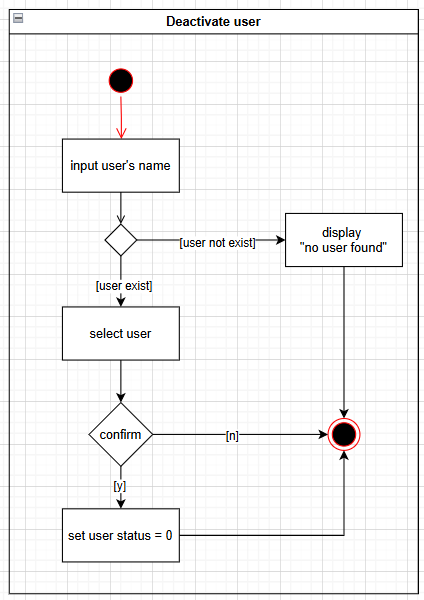 Deactivate user
input user's name
[user not exist]
display
"no user found"
[user exist]
select user
confirm
[n]
[y]
set user status = 0